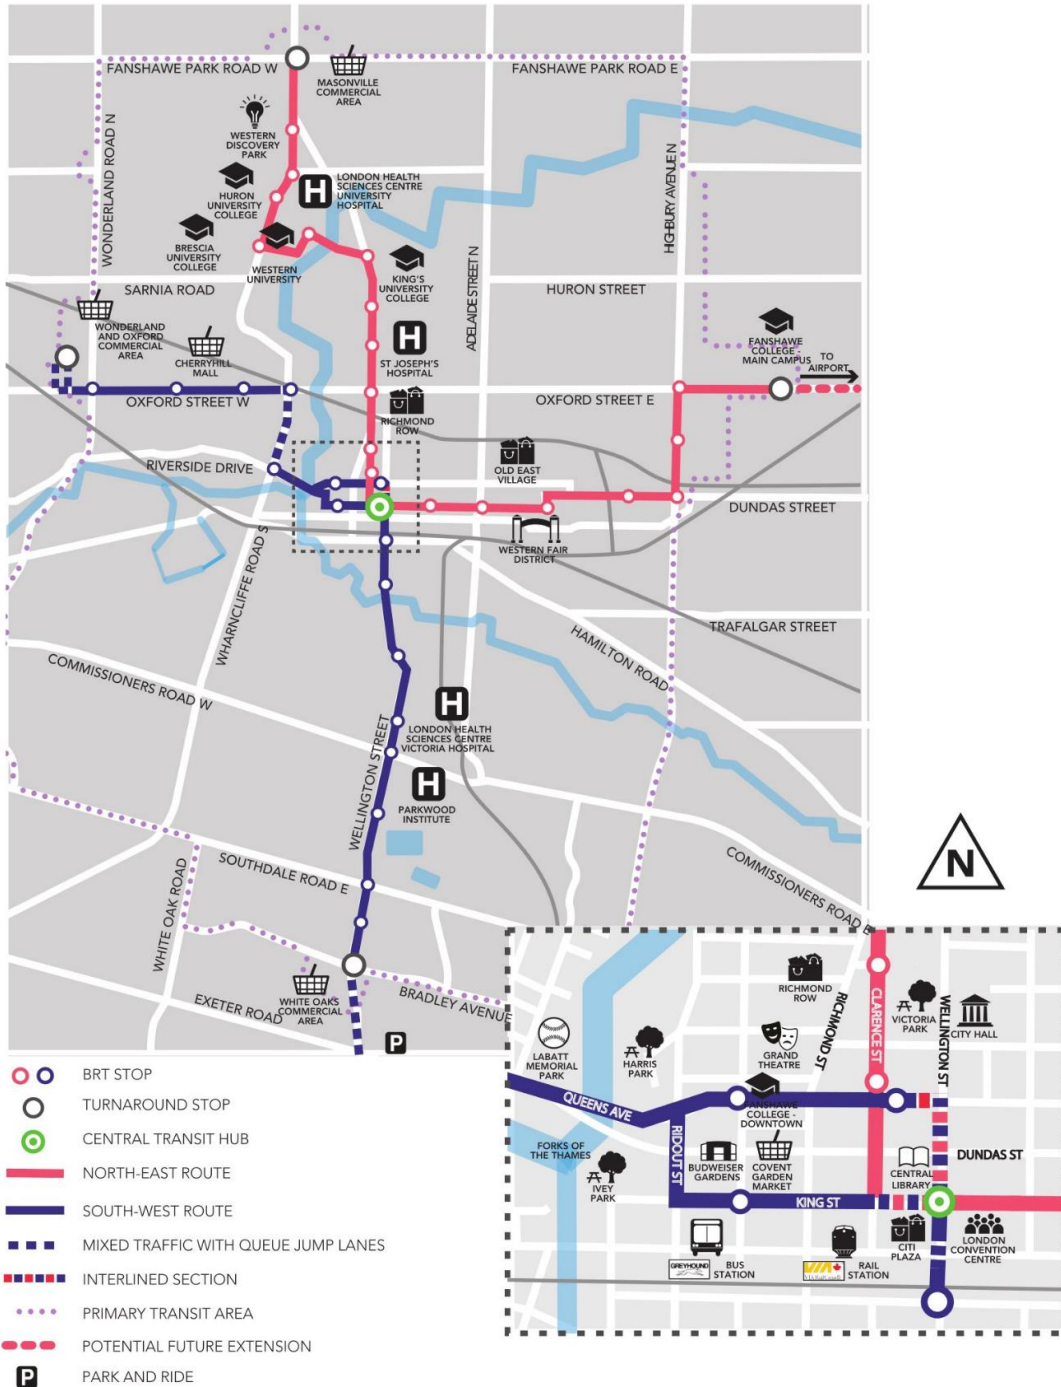 FANSHAWE PARK ROAD W
MASONVILLE
COMMERCIAL
AREA
FANSHAWE PARK ROAD E
WONDERLAND ROAD N
WESTERN
DISCOVERY
PARK
HURON
UNIVERSITY
COLLEGE
H
LONDON HEALTH
SCIENCES CENTRE
UNIVERSITY
HOSPITAL
HIGHBURY AVENUE N
BRESCIA
UNIVERSITY
COLLEGE
WESTERN
UNIVERSITY
KING'S
UNIVERSITY
COLLEGE
ADELAIDE STREET N
SARNIA ROAD
HURON STREET
WONDERLAND
AND OXFORD
COMMERCIAL
AREA
CHERRYHILL
MALL
H
ST JOSEPH'S
HOSPITAL
FANSHAWE
COLLEGE -
MAIN CAMPUS
TO
AIRPORT
OXFORD STREET W
RICHMOND
ROW
OXFORD STREET E
RIVERSIDE DRIVE
OLD EAST
VILLAGE
DUNDAS STREET
WESTERN FAIR
DISTRICT
WHARNCLIFFE ROAD S
TRAFALGAR STREET
HAMILTON ROAD
COMMISSIONERS ROAD W
H
LONDON HEALTH
SCIENCES CENTRE
VICTORIA HOSPITAL
WELLINGTON STREET
H
PARKWOOD
INSTITUTE
SOUTHDALE ROAD E
WHITE OAK ROAD
COMMISSIONERS ROAD E
N
WHITE OAKS
COMMERCIAL
AREA
BRADLEY AVENUE
EXETER ROAD
P
LABATT
MEMORIAL
PARK
HARRIS
PARK
GRAND
THEATRE
RICHMOND
ROW
RICHMOND ST
CLARENCE ST
VICTORIA
PARK
WELLINGTON ST
CITY HALL
QUEENS AVE
FANSHAWE
COLLEGE -
DOWNTOWN
FORKS OF
THE THAMES
IVEY
PARK
RIDOUT ST
BUDWEISER
GARDENS
COVENT
GARDEN
MARKET
CENTRAL
LIBRARY
DUNDAS ST
KING ST
GREYHOUND
BUS
STATION
VIA
VIA Rail Canada
RAIL
STATION
CITI
PLAZA
LONDON
CONVENTION
CENTRE
BRT STOP
TURNAROUND STOP
CENTRAL TRANSIT HUB
NORTH-EAST ROUTE
SOUTH-WEST ROUTE
MIXED TRAFFIC WITH QUEUE JUMP LANES
INTERLINED SECTION
PRIMARY TRANSIT AREA
POTENTIAL FUTURE EXTENSION
P PARK AND RIDE